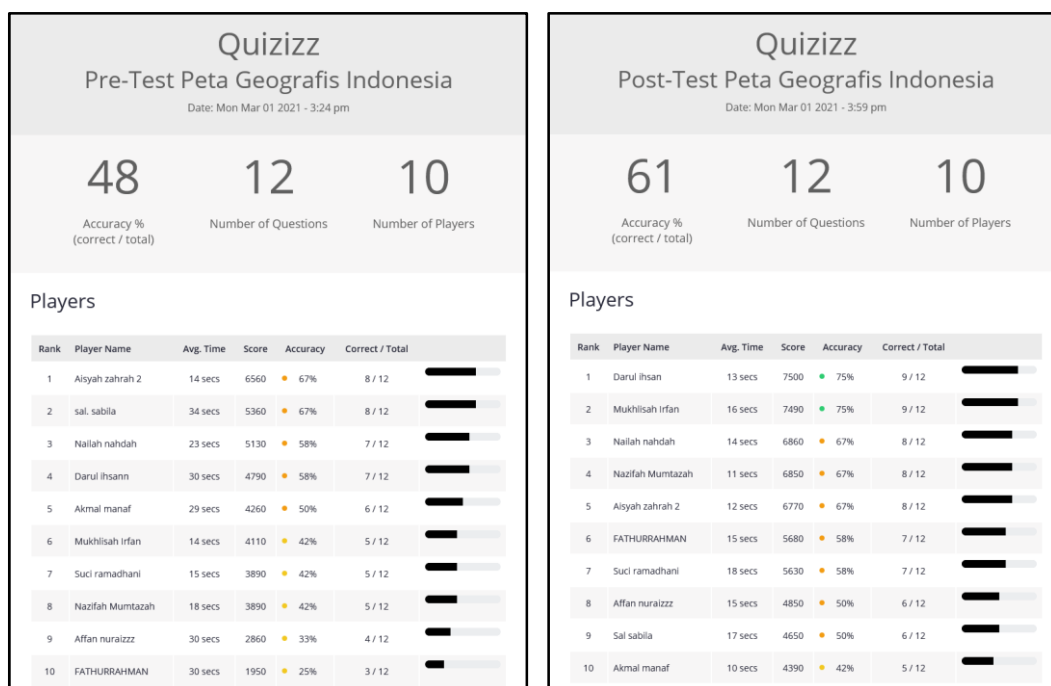 Quizizz
Pre-Test Peta Geografis Indonesia
Date: Mon Mar 01 2021 - 3:24 pm
48 12 10
Accuracy % Number of Questions Number of Players
(correct / total)
Players
Rank Player Name Avg. Time Score Accuracy Correct / Total
1 Aisyah zahrah 2 14 secs 6560 67% 8 / 12
2 sal. sabila 34 secs 5360 67% 8 / 12
3 Nailah nahdah 23 secs 5130 58% 7 / 12
4 Darul ihsann 30 secs 4790 58% 7 / 12
5 Akmal manaf 29 secs 4260 50% 6 / 12
6 Mukhlisah Irfan 14 secs 4110 42% 5 / 12
7 Suci ramadhani 15 secs 3890 42% 5 / 12
8 Nazifah Mumtazah 18 secs 3890 42% 5 / 12
9 Affan nuraizzz 30 secs 2860 33% 4 / 12
10 FATHURRAHMAN 30 secs 1950 25% 3 / 12
Quizizz
Post-Test Peta Geografis Indonesia
Date: Mon Mar 01 2021 - 3:59 pm
61 12 10
Accuracy % Number of Questions Number of Players
(correct / total)
Players
Rank Player Name Avg. Time Score Accuracy Correct / Total
1 Darul ihsan 13 secs 7500 75% 9 / 12
2 Mukhlisah Irfan 16 secs 7490 75% 9 / 12
3 Nailah nahdah 14 secs 6860 67% 8 / 12
4 Nazifah Mumtazah 11 secs 6850 67% 8 / 12
5 Aisyah zahrah 2 12 secs 6770 67% 8 / 12
6 FATHURRAHMAN 15 secs 5680 58% 7 / 12
7 Suci ramadhani 18 secs 5630 58% 7 / 12
8 Affan nuraizzz 15 secs 4850 50% 6 / 12
9 Sal sabila 17 secs 4650 50% 6 / 12
10 Akmal manaf 10 secs 4390 42% 5 / 12